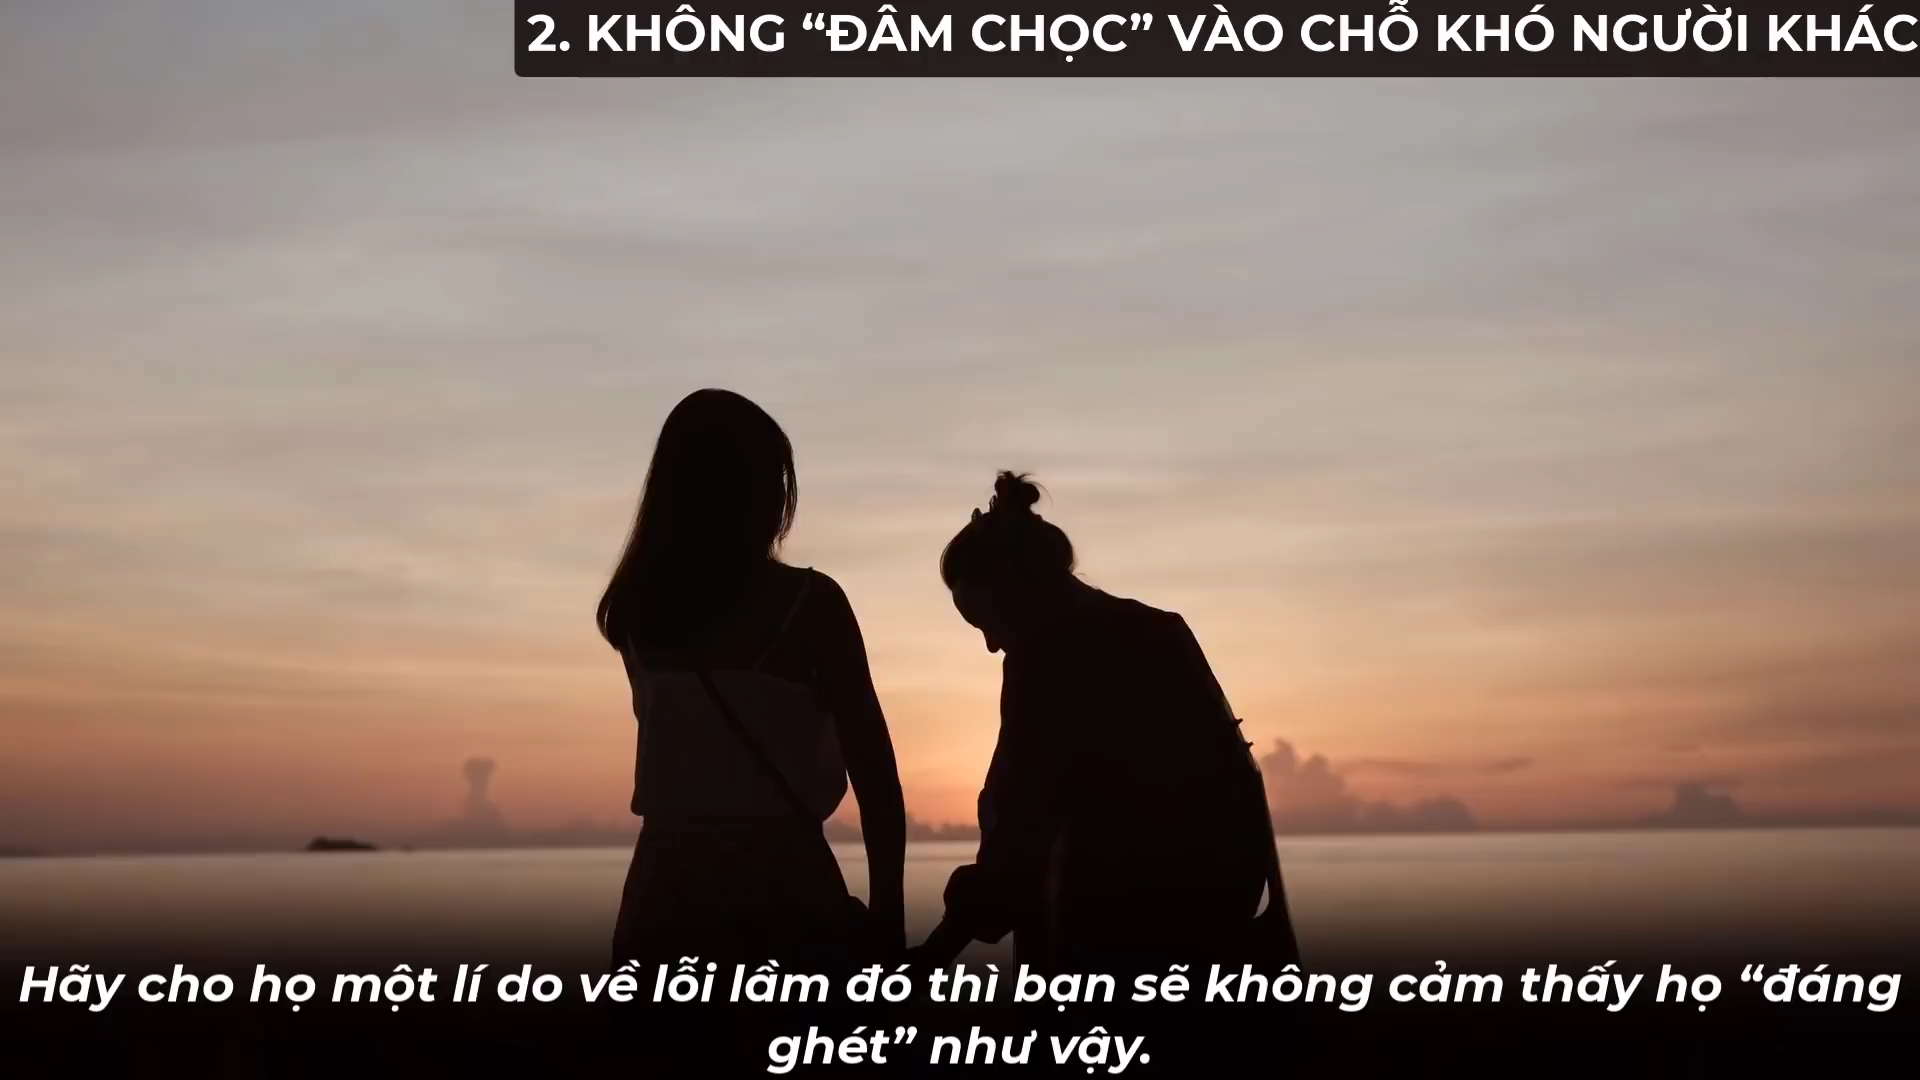 2. KHÔNG “ĐÂM CHỌC” VÀO CHỖ KHÓ NGƯỜI KHÁC
Hãy cho họ một lí do về lỗi lầm đó thì bạn sẽ không cảm thấy họ “đáng
ghét” như vậy.